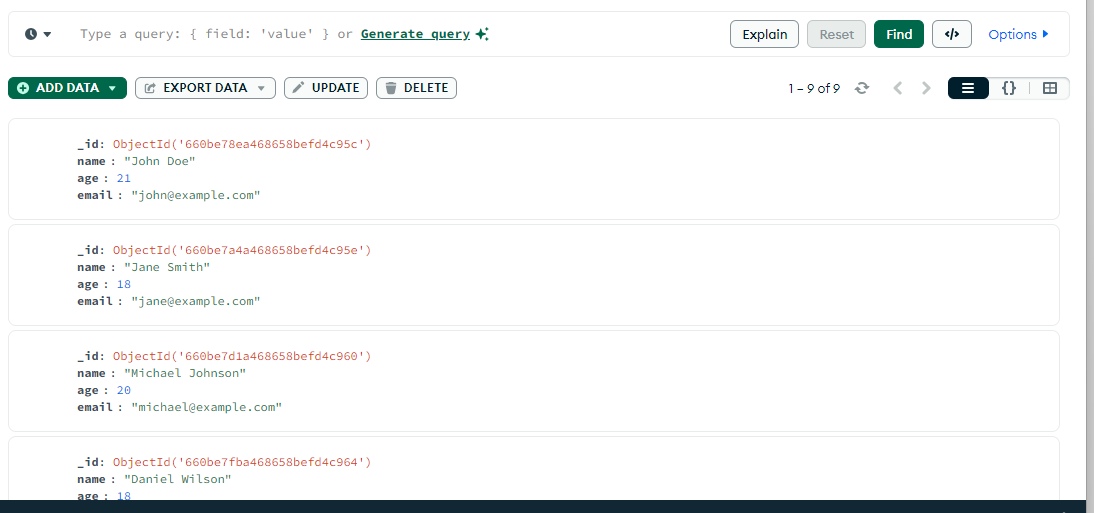 Type a query: { field: 'value' } or Generate query
Explain
Reset
Find
</>
Options
ADD DATA
EXPORT DATA
UPDATE
DELETE
1 – 9 of 9
{}
_id: ObjectId('660be78ea468658befd4c95c')
name : "John Doe"
age : 21
email : "john@example.com"
_id: ObjectId('660be7a4a468658befd4c95e')
name : "Jane Smith"
age : 18
email : "jane@example.com"
_id: ObjectId('660be7d1a468658befd4c960')
name : "Michael Johnson"
age : 20
email : "michael@example.com"
_id: ObjectId('660be7fba468658befd4c964')
name : "Daniel Wilson"
age : 18